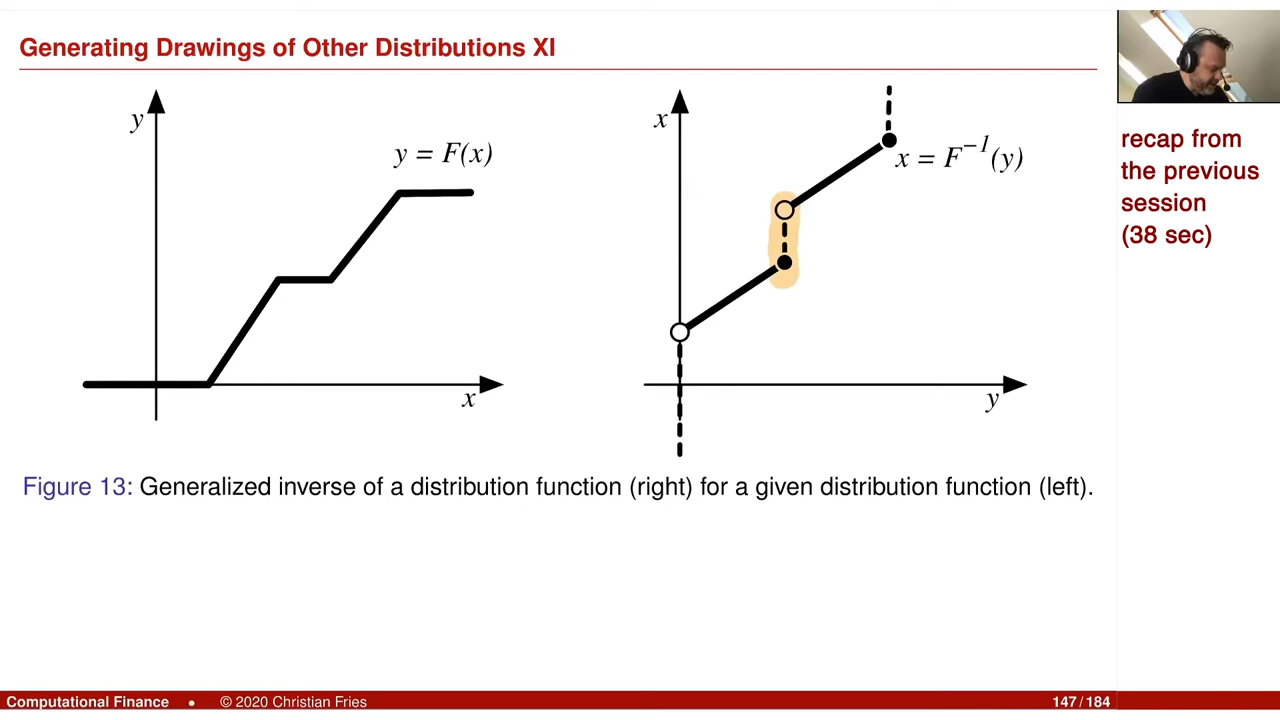 Generating Drawings of Other Distributions XI
y
y = F(x)
x
x
x = F⁻¹(y)
y
recap from
the previous
session
(38 sec)
Figure 13: Generalized inverse of a distribution function (right) for a given distribution function (left).
Computational Finance • © 2020 Christian Fries 147 / 184